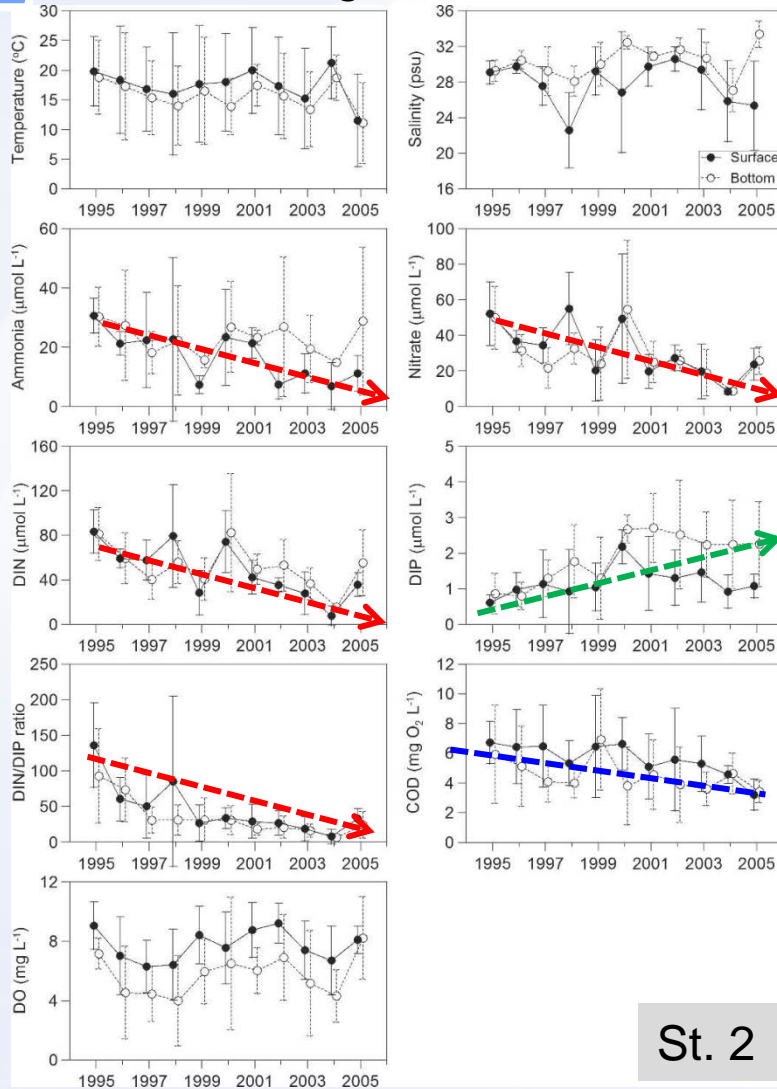 Temperature (°C)
30
25
20
15
10
5
0
1995 1997 1999 2001 2003 2005
Salinity (psu)
36
32
28
24
20
16
Surface
Bottom
1995 1997 1999 2001 2003 2005
Ammonia (μmol L⁻¹)
60
40
20
0
1995 1997 1999 2001 2003 2005
Nitrate (μmol L⁻¹)
100
80
60
40
20
0
1995 1997 1999 2001 2003 2005
DIN (μmol L⁻¹)
160
120
80
40
0
1995 1997 1999 2001 2003 2005
DIP (μmol L⁻¹)
5
4
3
2
1
0
1995 1997 1999 2001 2003 2005
DIN/DIP ratio
250
200
150
100
50
0
1995 1997 1999 2001 2003 2005
COD (mg O₂ L⁻¹)
12
10
8
6
4
2
0
1995 1997 1999 2001 2003 2005
DO (mg L⁻¹)
12
8
4
0
1995 1997 1999 2001 2003 2005
St. 2